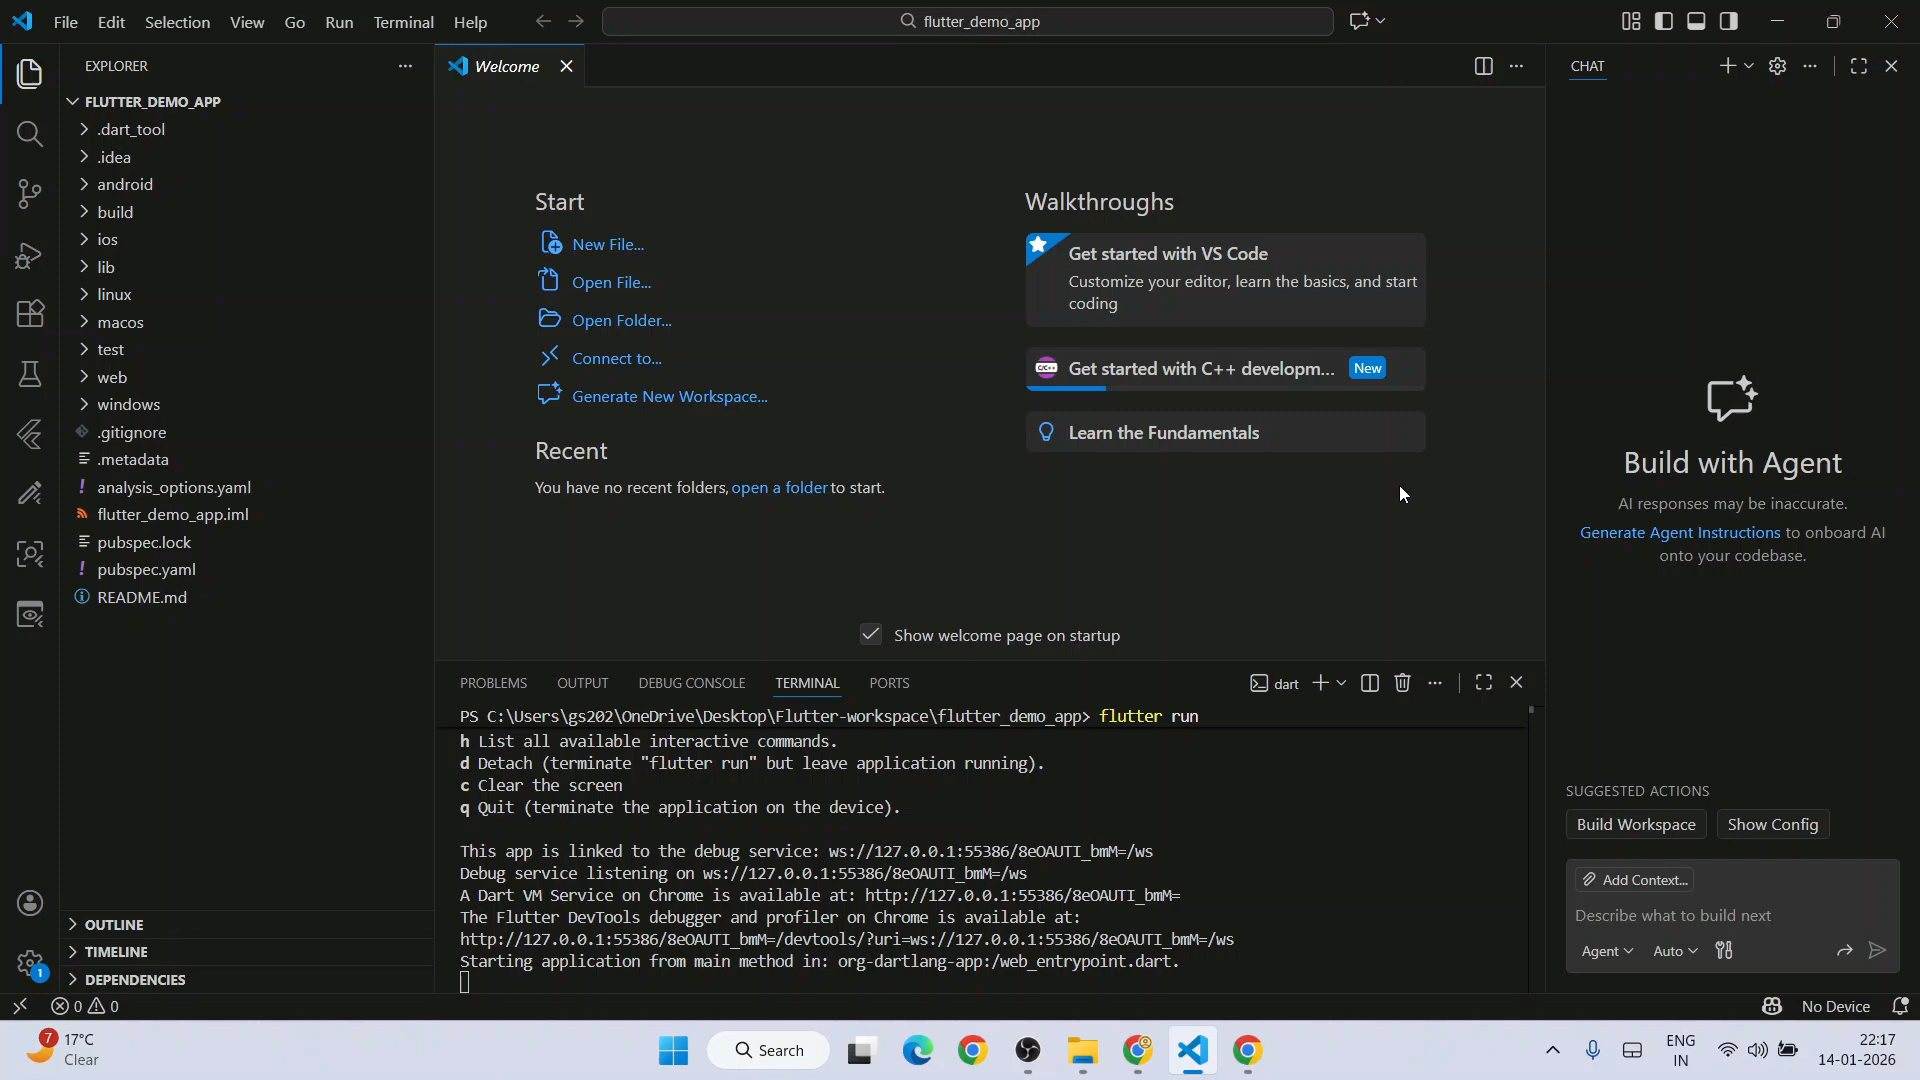 File Edit Selection View Go Run Terminal Help
flutter_demo_app
EXPLORER
FLUTTER_DEMO_APP
.dart_tool
.idea
android
build
ios
lib
linux
macos
test
web
windows
.gitignore
.metadata
analysis_options.yaml
flutter_demo_app.iml
pubspec.lock
pubspec.yaml
README.md
OUTLINE
TIMELINE
DEPENDENCIES
Welcome
Start
New File...
Open File...
Open Folder...
Connect to...
Generate New Workspace...
Recent
You have no recent folders, open a folder to start.
Walkthroughs
Get started with VS Code
Customize your editor, learn the basics, and start
coding
C/C++ Get started with C++ developm... New
Learn the Fundamentals
Show welcome page on startup
PROBLEMS OUTPUT DEBUG CONSOLE TERMINAL PORTS
dart
PS C:\Users\gs202\OneDrive\Desktop\Flutter-workspace\flutter_demo_app> flutter run
h List all available interactive commands.
d Detach (terminate "flutter run" but leave application running).
c Clear the screen
q Quit (terminate the application on the device).
This app is linked to the debug service: ws://127.0.0.1:55386/8eOAUTI_bmM=/ws
Debug service listening on ws://127.0.0.1:55386/8eOAUTI_bmM=/ws
A Dart VM Service on Chrome is available at: http://127.0.0.1:55386/8eOAUTI_bmM=
The Flutter DevTools debugger and profiler on Chrome is available at:
http://127.0.0.1:55386/8eOAUTI_bmM=/devtools/?uri=ws://127.0.0.1:55386/8eOAUTI_bmM=/ws
Starting application from main method in: org-dartlang-app:/web_entrypoint.dart.
CHAT
Build with Agent
AI responses may be inaccurate.
Generate Agent Instructions to onboard AI
onto your codebase.
SUGGESTED ACTIONS
Build Workspace Show Config
Add Context...
Describe what to build next
Agent Auto
1
0 0
No Device
7
17°C
Clear
Search
ENG
IN
22:17
14-01-2026